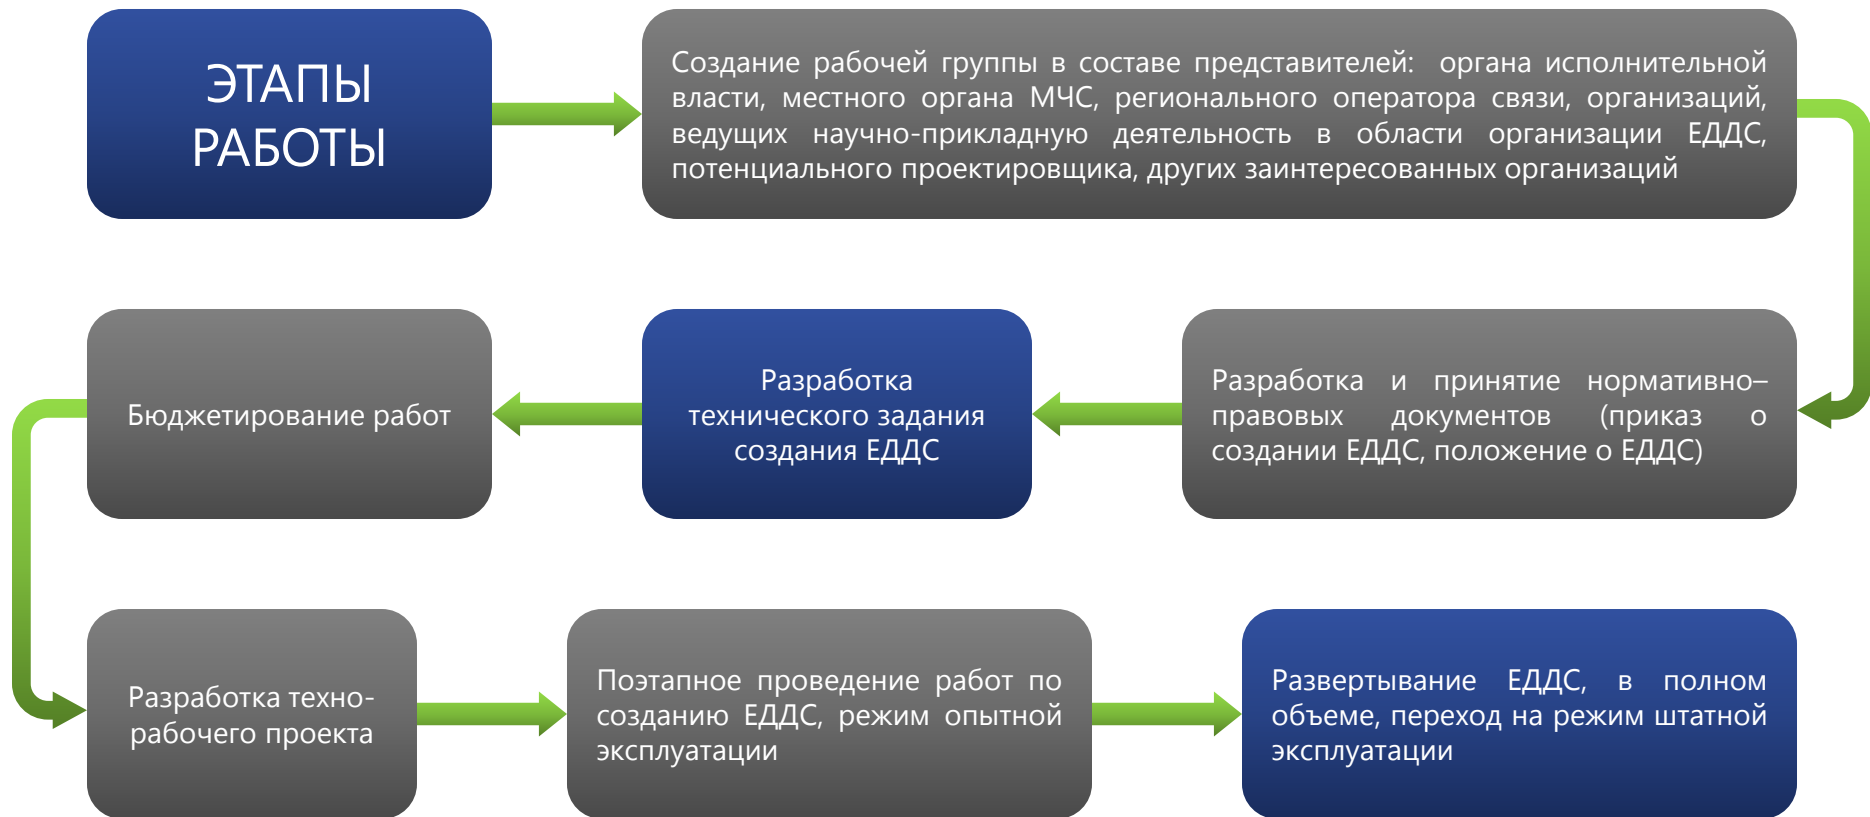 ЭТАПЫ
РАБОТЫ
Создание рабочей группы в составе представителей: органа исполнительной
власти, местного органа МЧС, регионального оператора связи, организаций,
ведущих научно-прикладную деятельность в области организации ЕДДС,
потенциального проектировщика, других заинтересованных организаций
Разработка и принятие нормативно–
правовых документов (приказ о
создании ЕДДС, положение о ЕДДС)
Разработка
технического задания
создания ЕДДС
Бюджетирование работ
Разработка техно-
рабочего проекта
Поэтапное проведение работ по
созданию ЕДДС, режим опытной
эксплуатации
Развертывание ЕДДС, в полном
объеме, переход на режим штатной
эксплуатации